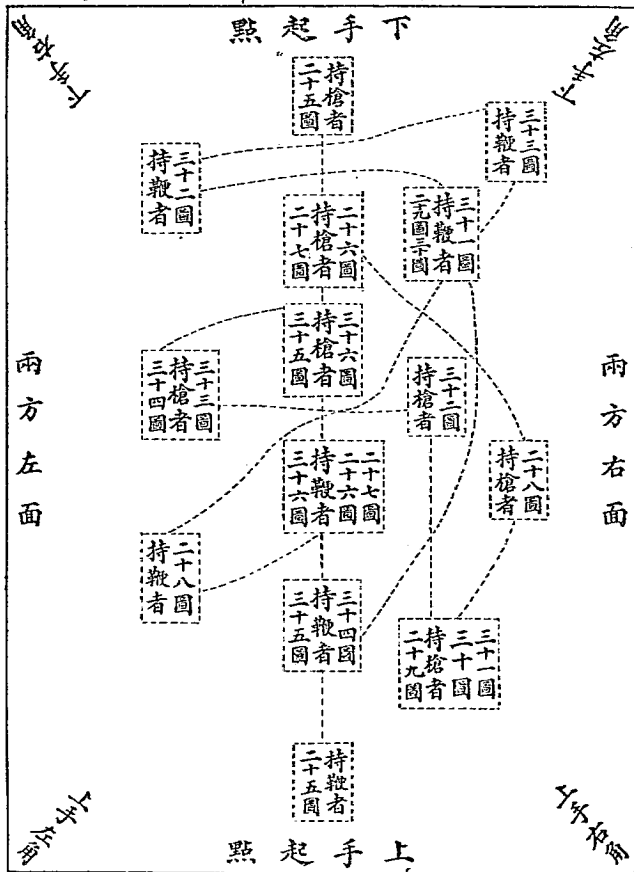 下手起點
下手左角
下手右角
持槍者
二十五圖
三十三圖
持鞭者
三十二圖
持鞭者
三十一圖
持鞭者
二九圖三十圖
二十六圖
持槍者
二十七圖
三十六圖
持槍者
三十五圖
三十二圖
持槍者
三十三圖
持槍者
三十四圖
兩方右面
兩方左面
二十八圖
持槍者
二十七圖
二十六圖
持鞭者
三十六圖
二十八圖
持鞭者
三十四圖
持鞭者
三十五圖
三十一圖
三十圖
持槍者
二十九圖
持鞭者
二十五圖
上手右角
上手左角
上手起點